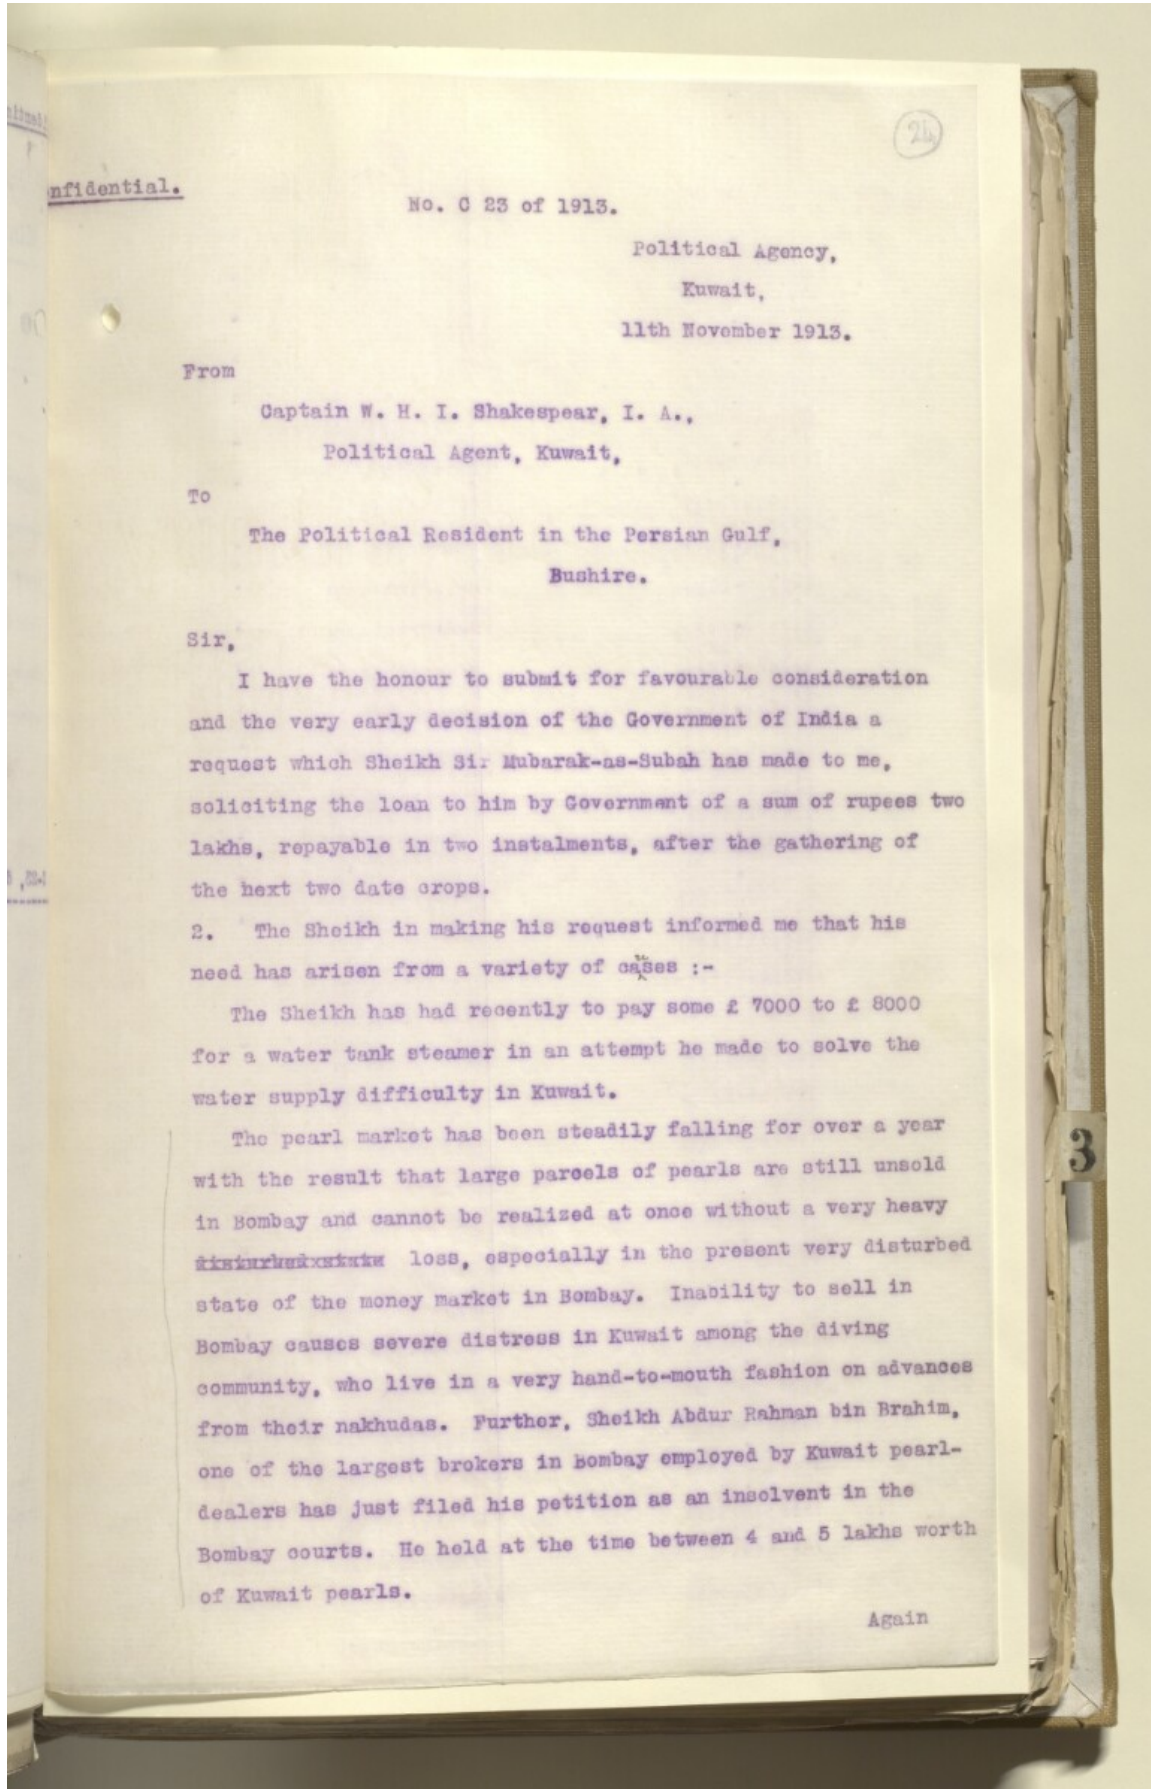 24
nfidential.
No. C 23 of 1913.
Political Agency,
Kuwait,
11th November 1913.
From
Captain W. H. I. Shakespear, I. A.,
Political Agent, Kuwait,
To
The Political Resident in the Persian Gulf,
Bushire.
Sir,
I have the honour to submit for favourable consideration
and the very early decision of the Government of India a
request which Sheikh Sir Mubarak-as-Subah has made to me,
soliciting the loan to him by Government of a sum of rupees two
lakhs, repayable in two instalments, after the gathering of
the next two date crops.
2. The Sheikh in making his request informed me that his
need has arisen from a variety of causes :-
The Sheikh has had recently to pay some £ 7000 to £ 8000
for a water tank steamer in an attempt he made to solve the
water supply difficulty in Kuwait.
The pearl market has been steadily falling for over a year
with the result that large parcels of pearls are still unsold
in Bombay and cannot be realized at once without a very heavy
loss, especially in the present very disturbed
state of the money market in Bombay. Inability to sell in
Bombay causes severe distress in Kuwait among the diving
community, who live in a very hand-to-mouth fashion on advances
from their nakhudas. Further, Sheikh Abdur Rahman bin Brahim,
one of the largest brokers in Bombay employed by Kuwait pearl-
dealers has just filed his petition as an insolvent in the
Bombay courts. He held at the time between 4 and 5 lakhs worth
of Kuwait pearls.
Again
3